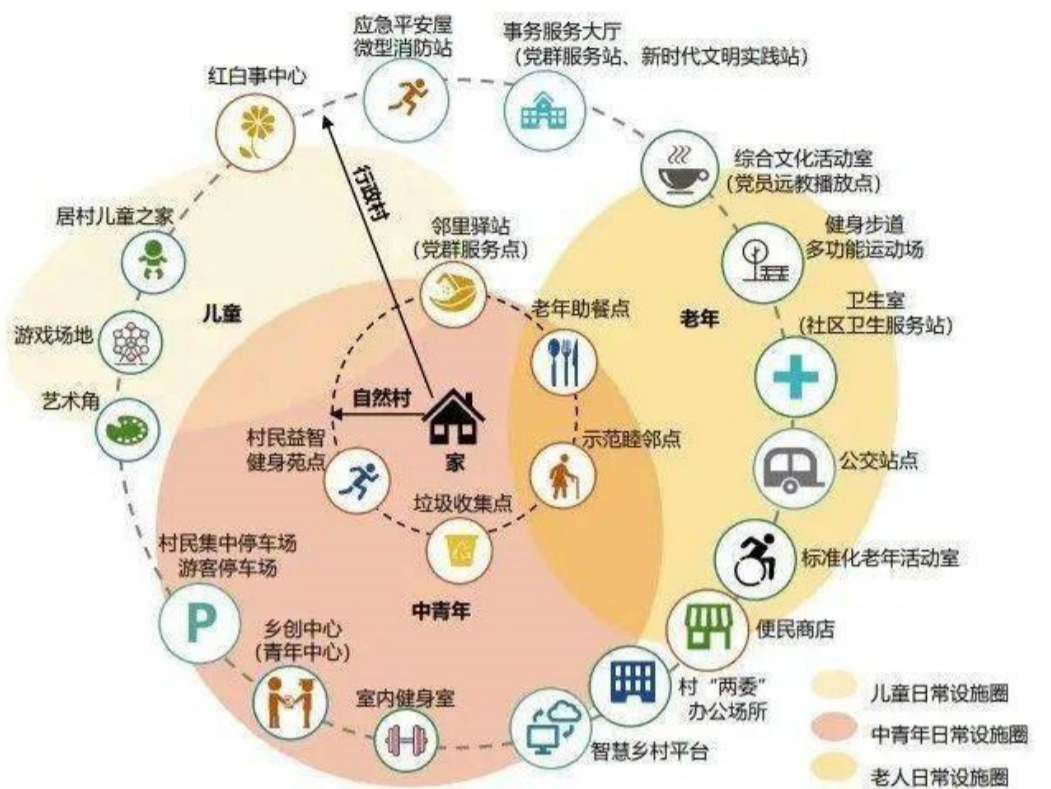 应急平安屋
微型消防站
事务服务大厅
（党群服务站、新时代文明实践站）
红白事中心
综合文化活动室
（党员远教播放点）
行政村
居村儿童之家
邻里驿站
（党群服务点）
健身步道
多功能运动场
儿童
老年助餐点
老年
卫生室
（社区卫生服务站）
游戏场地
艺术角
自然村
村民益智
健身苑点
家
示范睦邻点
公交站点
垃圾收集点
村民集中停车场
游客停车场
标准化老年活动室
P
中青年
乡创中心
（青年中心）
便民商店
室内健身室
村“两委”
办公场所
智慧乡村平台
儿童日常设施圈
中青年日常设施圈
老人日常设施圈